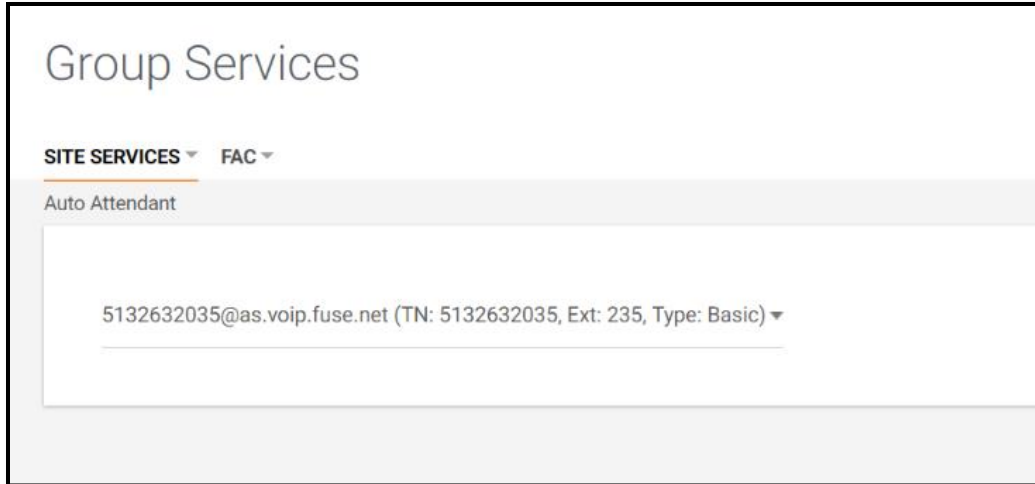 Group Services
SITE SERVICES FAC
Auto Attendant
5132632035@as.voip.fuse.net (TN: 5132632035, Ext: 235, Type: Basic)